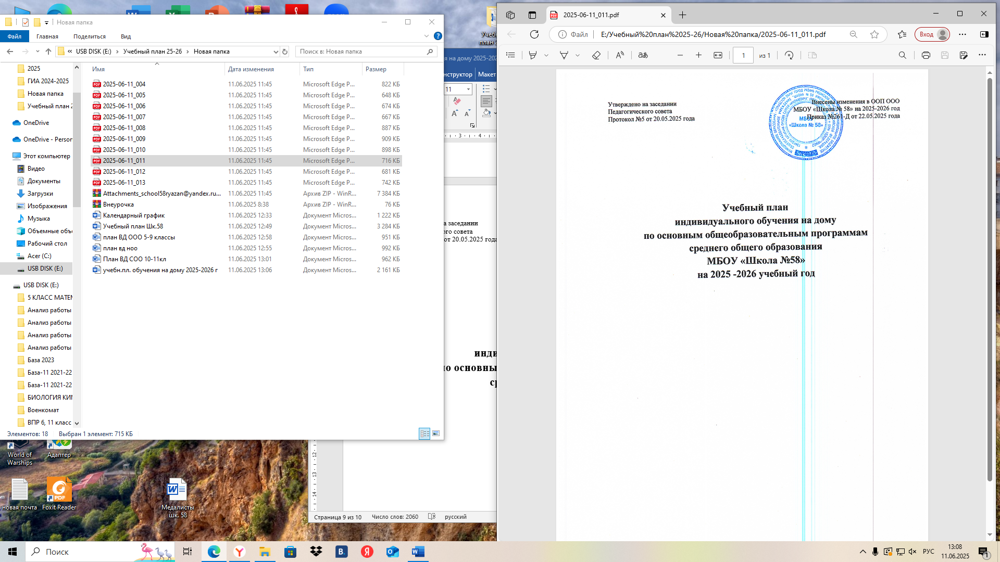 Новая папка
Файл
Главная
Поделиться
Вид
USB DISK (E:)
Учебный план 25-26
Новая папка
Поиск в: Новая папка
Имя
Дата изменения
Тип
Размер
2025
ГИА 2024-2025
Новая папка
Учебный план 2
OneDrive
OneDrive - Person
Этот компьютер
Видео
Документы
Загрузки
Изображения
Музыка
Объемные объ
Рабочий стол
Acer (C:)
USB DISK (E:)
USB DISK (E:)
5 КЛАСС МАТЕМ
Анализ работы
Анализ работы
Анализ работы
Анализ работы
База 2023
База-11 2021-22
База-11 2021-22
БИОЛОГИЯ КИМ
Военкомат
ВПР 6, 11 класс
2025-06-11_004 11.06.2025 11:45 Microsoft Edge P... 822 КБ
2025-06-11_005 11.06.2025 11:45 Microsoft Edge P... 648 КБ
2025-06-11_006 11.06.2025 11:45 Microsoft Edge P... 674 КБ
2025-06-11_007 11.06.2025 11:45 Microsoft Edge P... 667 КБ
2025-06-11_008 11.06.2025 11:45 Microsoft Edge P... 887 КБ
2025-06-11_009 11.06.2025 11:45 Microsoft Edge P... 909 КБ
2025-06-11_010 11.06.2025 11:45 Microsoft Edge P... 898 КБ
2025-06-11_011 11.06.2025 11:45 Microsoft Edge P... 716 КБ
2025-06-11_012 11.06.2025 11:45 Microsoft Edge P... 681 КБ
2025-06-11_013 11.06.2025 11:45 Microsoft Edge P... 742 КБ
Attachments_school58ryazan@yandex.ru... 11.06.2025 11:45 Архив ZIP - WinR... 7 384 КБ
Внеурочка 11.06.2025 8:38 Архив ZIP - WinR... 76 КБ
Календарный график 11.06.2025 12:33 Документ Micros... 1 222 КБ
Учебный план Шк.58 11.06.2025 12:49 Документ Micros... 3 284 КБ
план ВД ООО 5-9 классы 11.06.2025 12:58 Документ Micros... 951 КБ
план вд ноо 11.06.2025 12:55 Документ Micros... 992 КБ
План ВД СОО 10-11кл 11.06.2025 13:01 Документ Micros... 962 КБ
учебн.пл. обучения на дому 2025-2026 г 11.06.2025 13:06 Документ Micros... 2 161 КБ
Элементов: 18
Выбран 1 элемент: 715 КБ
World of
Warships
Адаптер
новая почта
Foxit Reader
PDF
Медалисты
шк. 58
Учеб
план 2
я на дому 2025-202
нструктор
Макет
11
3 4
а заседании
ого совета
от 20.05.2025 года
инди
ю основны
ср
12
13
14
Страница 9 из 10
Число слов: 2060
русский
2025-06-11_011.pdf
Файл
E:/Учебный%20план%2025-26/Новая%20папка/2025-06-11_011.pdf
Вход
1
из 1
Утверждено на заседании
Педагогического совета
Протокол №5 от 20.05.2025 года
Внесены изменения в ООП ООО
МБОУ «Школа № 58» на 2025-2026 год
Приказ №261-Д от 22.05.2025 года
МБОУ
«Школа № 58»
Учебный план
индивидуального обучения на дому
по основным общеобразовательным программам
среднего общего образования
МБОУ «Школа №58»
на 2025 -2026 учебный год
Поиск
РУС
13:08
11.06.2025
1